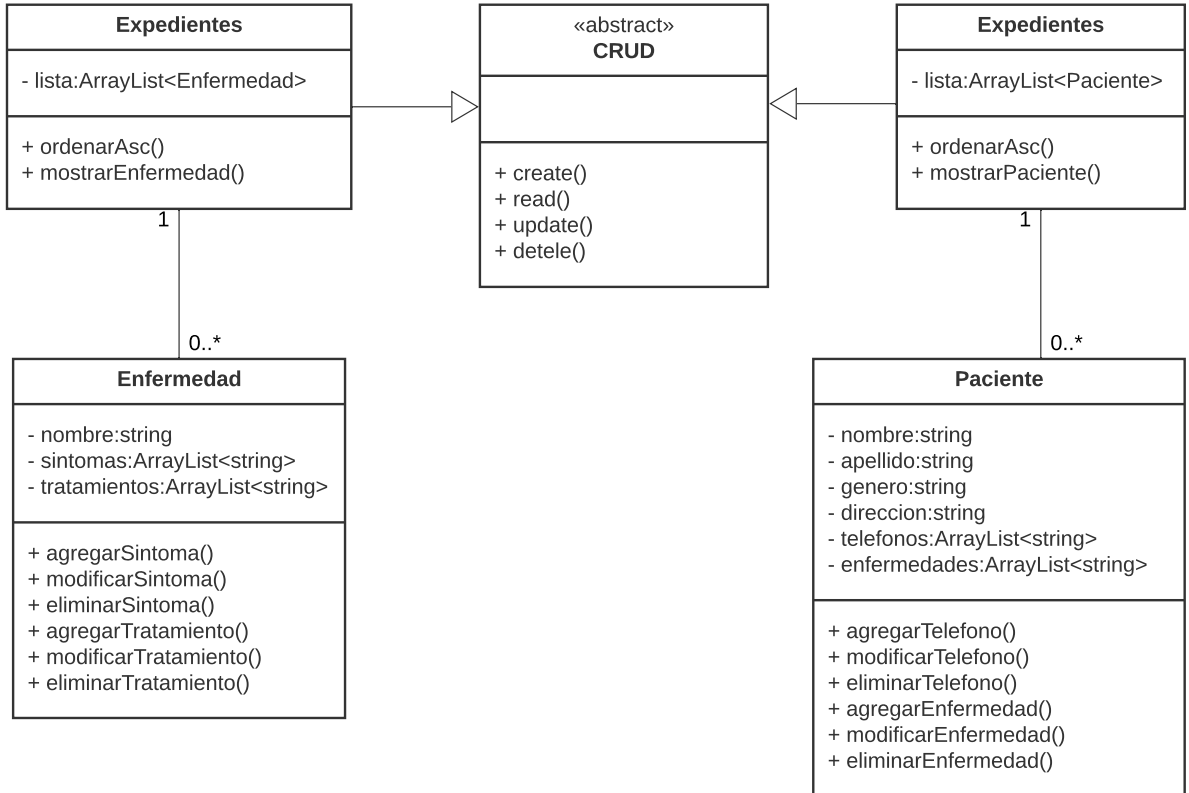 Expedientes
- lista:ArrayList<Enfermedad>
+ ordenarAsc()
+ mostrarEnfermedad()
1
0..*
«abstract»
CRUD
+ create()
+ read()
+ update()
+ detele()
Expedientes
- lista:ArrayList<Paciente>
+ ordenarAsc()
+ mostrarPaciente()
1
0..*
Enfermedad
- nombre:string
- sintomas:ArrayList<string>
- tratamientos:ArrayList<string>
+ agregarSintoma()
+ modificarSintoma()
+ eliminarSintoma()
+ agregarTratamiento()
+ modificarTratamiento()
+ eliminarTratamiento()
Paciente
- nombre:string
- apellido:string
- genero:string
- direccion:string
- telefonos:ArrayList<string>
- enfermedades:ArrayList<string>
+ agregarTelefono()
+ modificarTelefono()
+ eliminarTelefono()
+ agregarEnfermedad()
+ modificarEnfermedad()
+ eliminarEnfermedad()